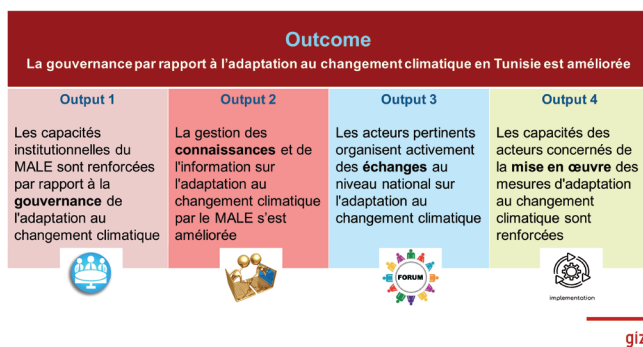 Outcome
La gouvernance par rapport à l'adaptation au changement climatique en Tunisie est améliorée
Output 1
Les capacités
institutionnelles du
MALE sont renforcées
par rapport à la
gouvernance de
l'adaptation au
changement climatique
Output 2
La gestion des
connaissances et de
l'information sur
l'adaptation au
changement climatique
par le MALE s'est
améliorée
Output 3
Les acteurs pertinents
organisent activement
des échanges au
niveau national sur
l'adaptation au
changement climatique
FORUM
Output 4
Les capacités des
acteurs concernés de
la mise en œuvre des
mesures d'adaptation
au changement
climatique sont
renforcées
implementation
giz